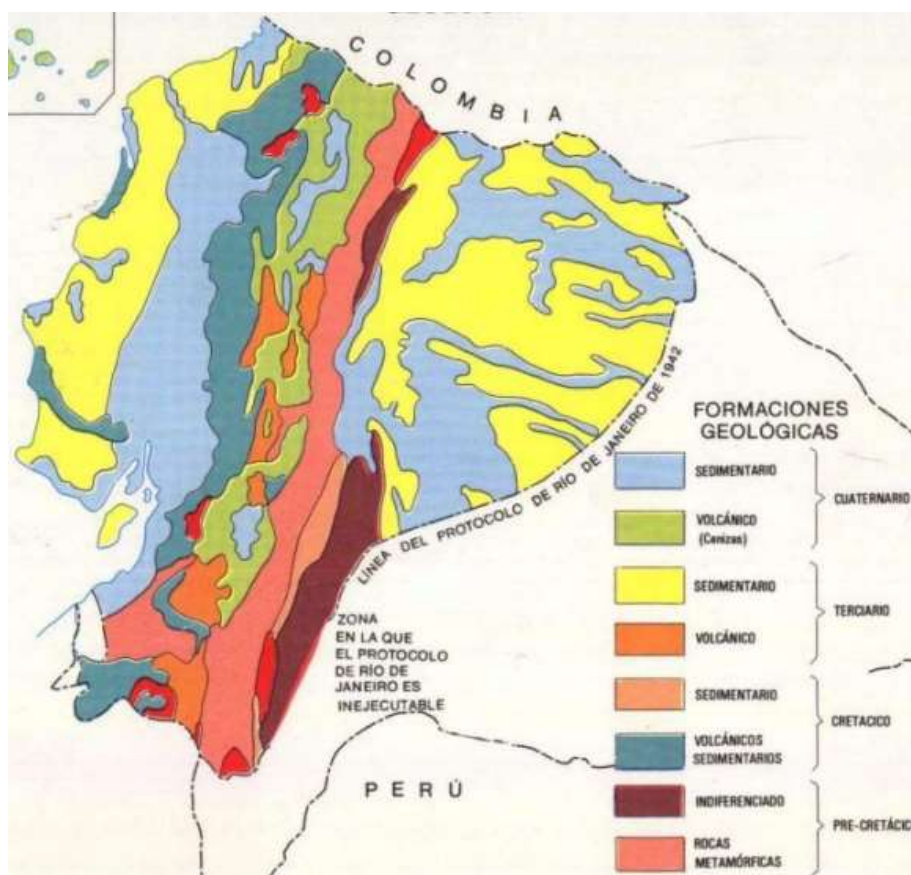 COLOMBIA
LÍNEA DEL PROTOCOLO DE RÍO DE JANEIRO DE 1942
ZONA
EN LA QUE
EL PROTOCOLO
DE RÍO DE
JANEIRO ES
INEJECUTABLE
PERÚ
FORMACIONES
GEOLÓGICAS
SEDIMENTARIO
VOLCÁNICO
(Cenizas)
CUATERNARIO
SEDIMENTARIO
VOLCÁNICO
TERCIARIO
SEDIMENTARIO
VOLCÁNICOS
SEDIMENTARIOS
CRETACICO
INDIFERENCIADO
ROCAS
METAMÓRFICAS
PRE-CRETÁCIC